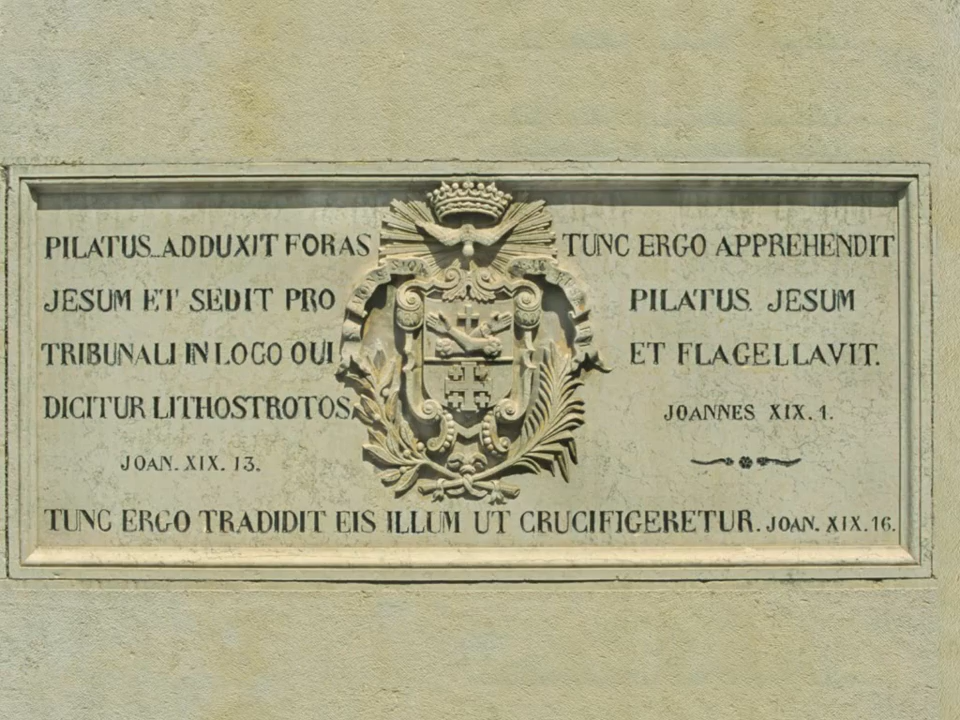 PILATUS ADDUXIT FORAS
JESUM ET SEDIT PRO
TRIBUNALI IN LOCO QUI
DICITUR LITHOSTROTOS.
JOAN. XIX. 13.
TUNC ERGO APPREHENDIT
PILATUS JESUM
ET FLAGELLAVIT.
JOANNES XIX. 1.
TUNC ERGO TRADIDIT EIS ILLUM UT CRUCIFIGERETUR. JOAN. XIX. 16.